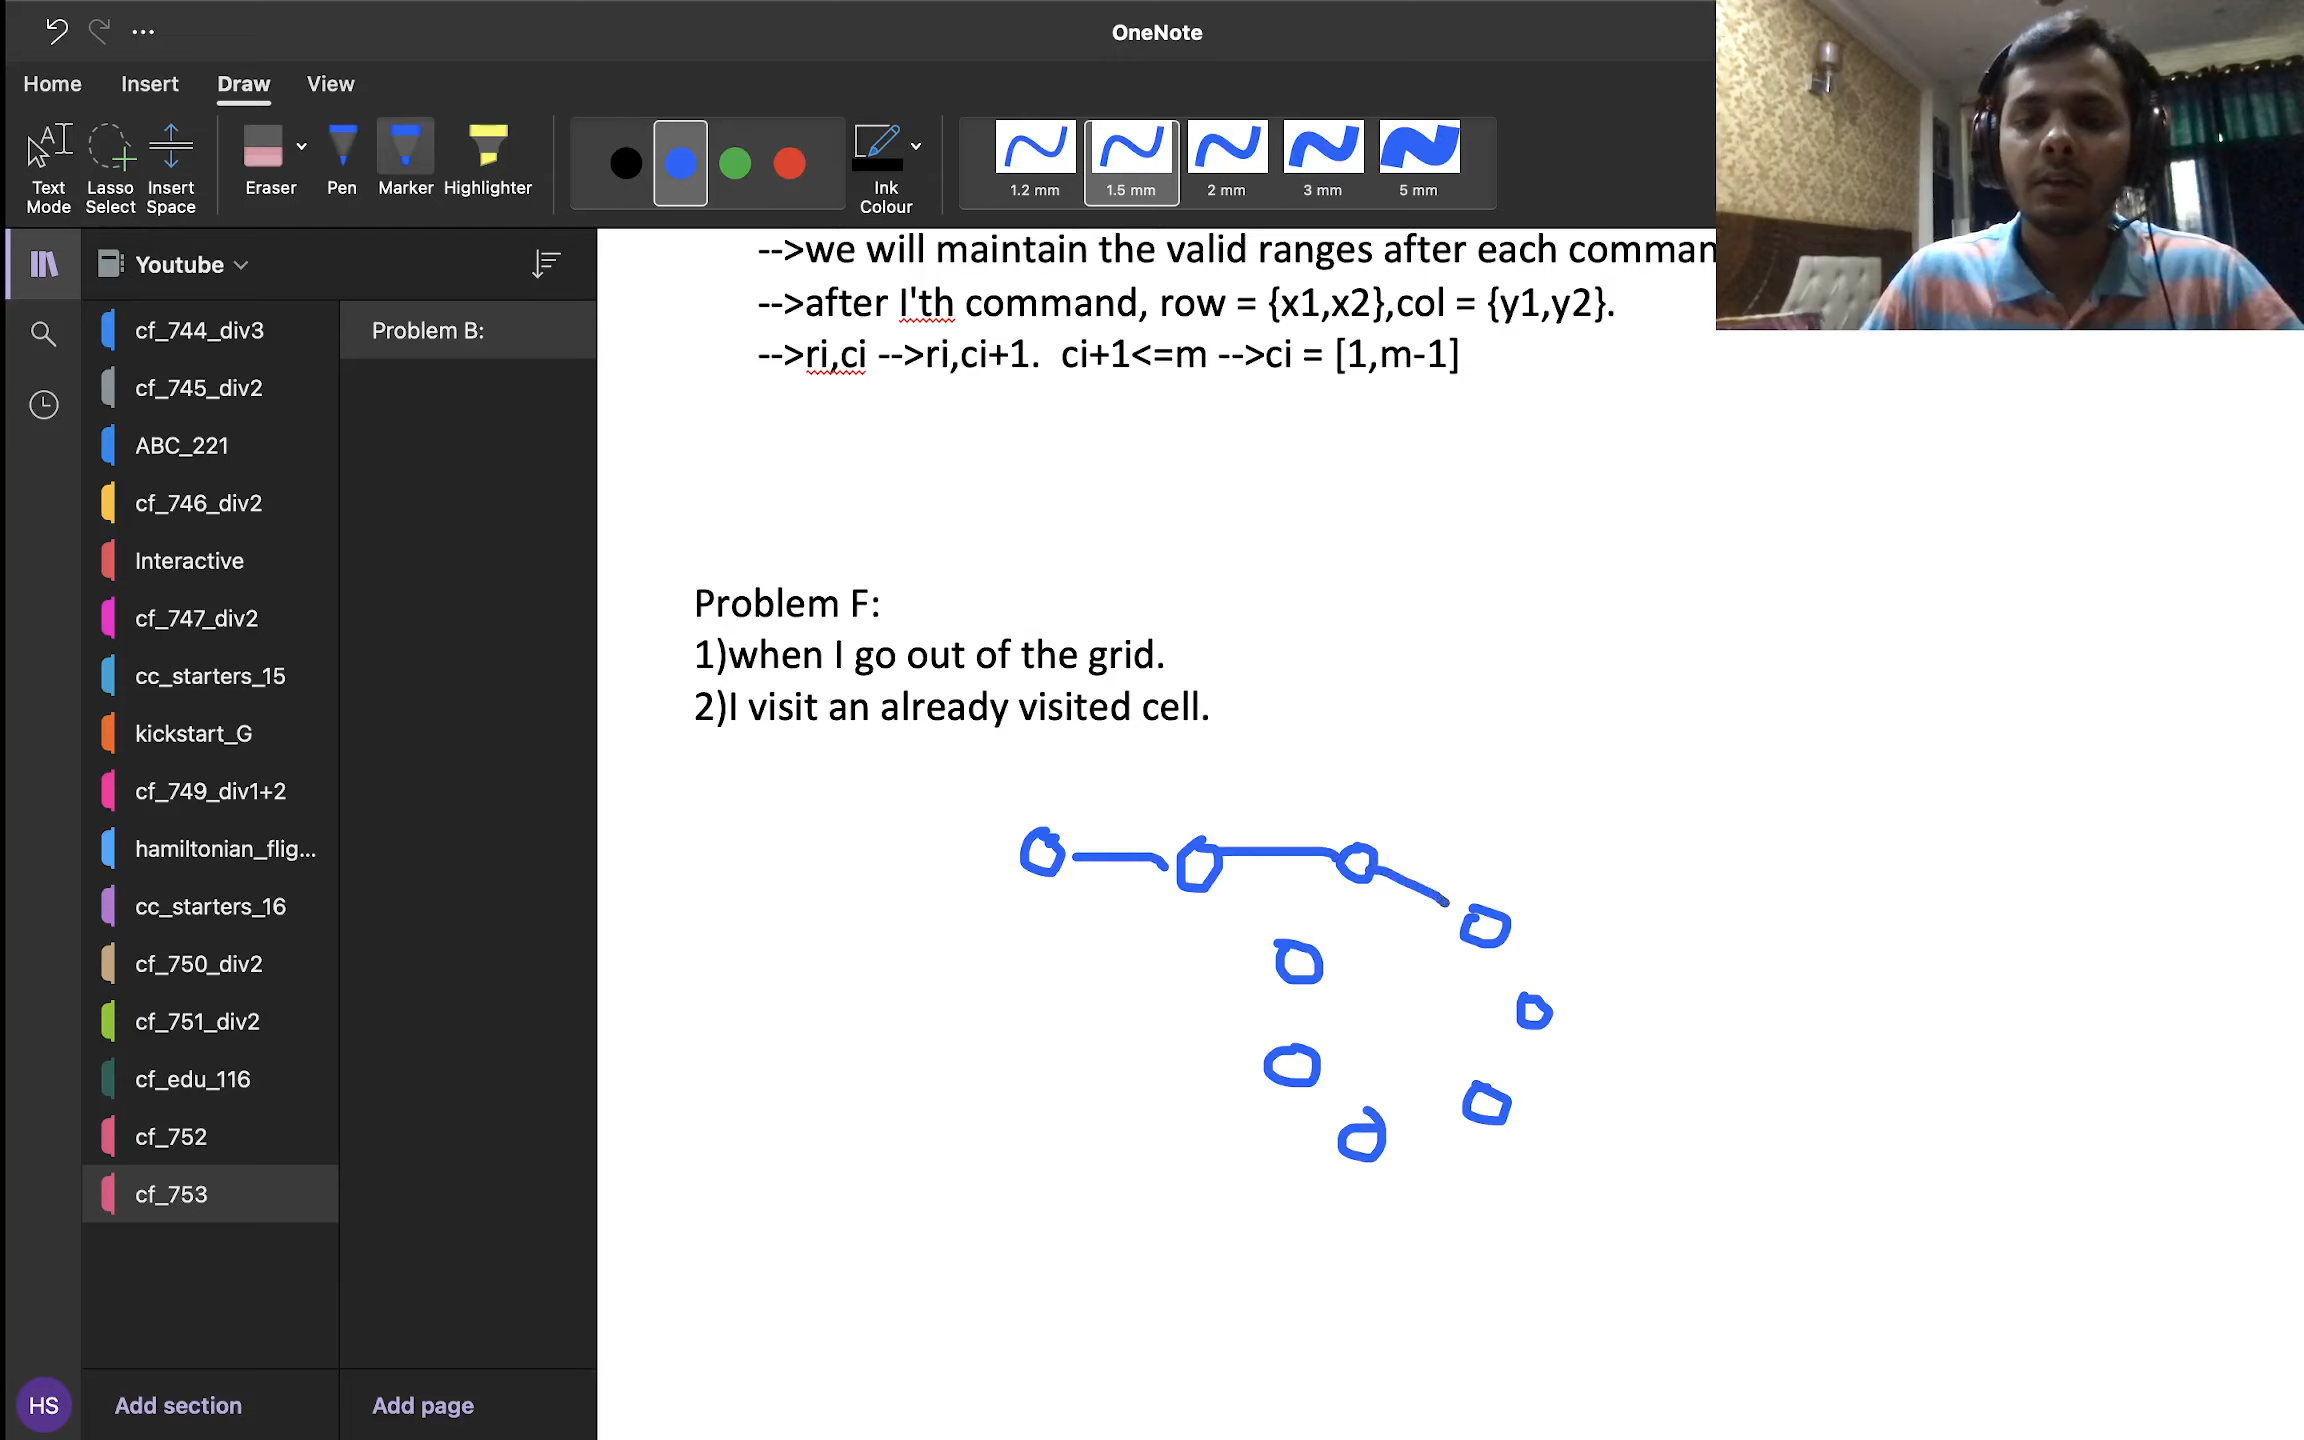 OneNote
Home Insert Draw View
Text Mode
Lasso Select
Insert Space
Eraser
Pen
Marker
Highlighter
Ink Colour
1.2 mm
1.5 mm
2 mm
3 mm
5 mm
Youtube
cf_744_div3
cf_745_div2
ABC_221
cf_746_div2
Interactive
cf_747_div2
cc_starters_15
kickstart_G
cf_749_div1+2
hamiltonian_flig...
cc_starters_16
cf_750_div2
cf_751_div2
cf_edu_116
cf_752
cf_753
Problem B:
-->we will maintain the valid ranges after each comman
-->after I'th command, row = {x1,x2},col = {y1,y2}.
-->ri,ci -->ri,ci+1. ci+1<=m -->ci = [1,m-1]
Problem F:
1)when I go out of the grid.
2)I visit an already visited cell.
HS
Add section
Add page